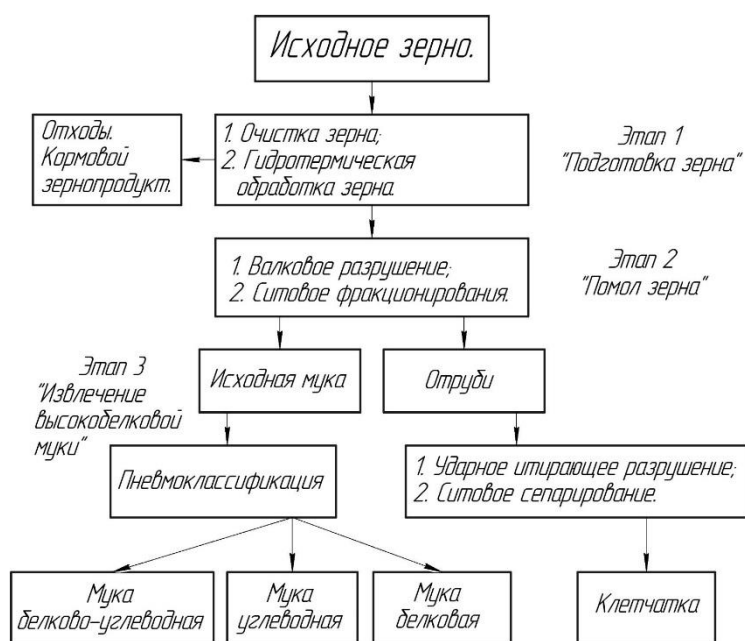 Исходное зерно.
Отходы.
Кормовой
зернопродукт.
1. Очистка зерна;
2. Гидротермическая
обработка зерна.
Этап 1
"Подготовка зерна"
1. Валковое разрушение;
2. Ситовое фракционирования.
Этап 2
"Помол зерна"
Этап 3
"Извлечение
высокобелковой
муки"
Исходная мука
Отруби
Пневмоклассификация
1. Ударное итирающее разрушение;
2. Ситовое сепарирование.
Мука
белково-углеводная
Мука
углеводная
Мука
белковая
Клетчатка